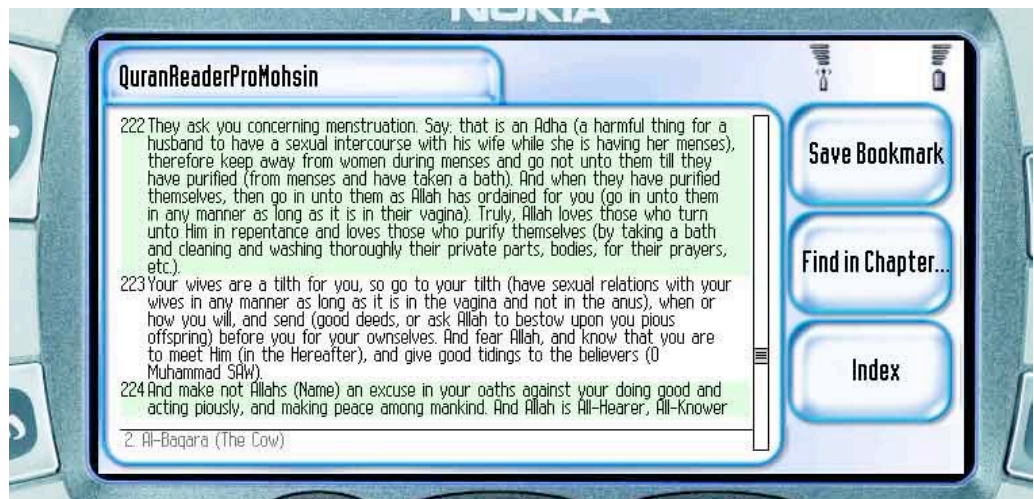 NOKIA
QuranReaderProMohsin
222 They ask you concerning menstruation. Say: that is an Adha (a harmful thing for a
husband to have a sexual intercourse with his wife while she is having her menses),
therefore keep away from women during menses and go not unto them till they
have purified (from menses and have taken a bath). And when they have purified
themselves, then go in unto them as Allah has ordained for you (go in unto them
in any manner as long as it is in their vagina). Truly, Allah loves those who turn
unto Him in repentance and loves those who purify themselves (by taking a bath
and cleaning and washing thoroughly their private parts, bodies, for their prayers,
etc.).
223 Your wives are a tilth for you, so go to your tilth (have sexual relations with your
wives in any manner as long as it is in the vagina and not in the anus), when or
how you will, and send (good deeds, or ask Allah to bestow upon you pious
offspring) before you for your ownselves. And fear Allah, and know that you are
to meet Him (in the Hereafter), and give good tidings to the believers (O
Muhammad SAW).
224 And make not Allahs (Name) an excuse in your oaths against your doing good and
acting piously, and making peace among mankind. And Allah is All-Hearer, All-Knower
2. Al-Baqara (The Cow)
Save Bookmark
Find in Chapter...
Index